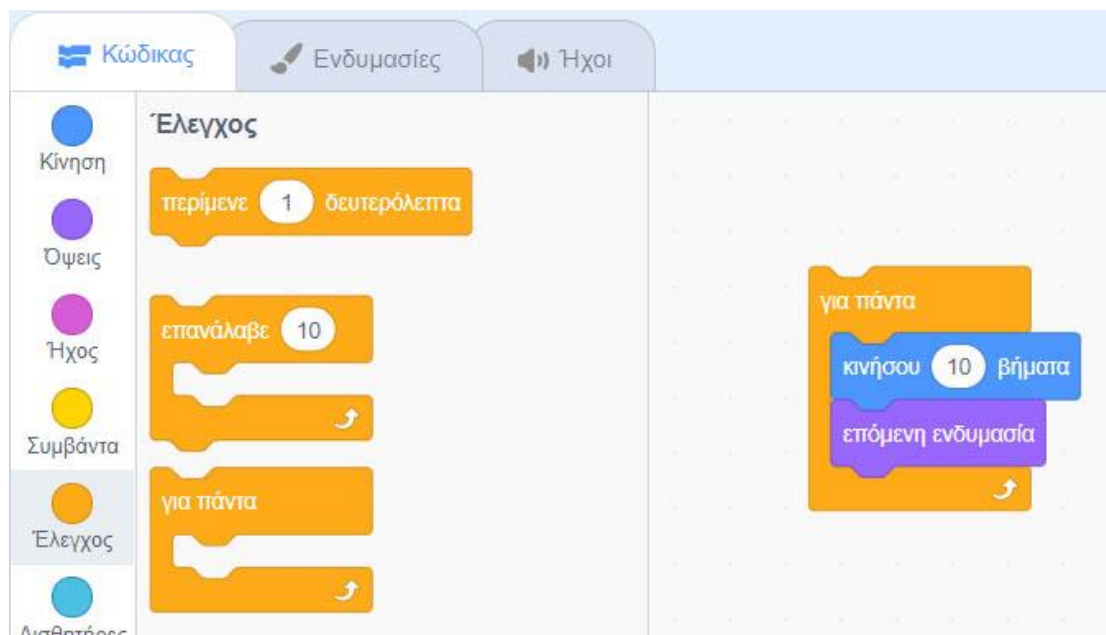 Κώδικας
Ενδυμασίες
Ήχοι
Κίνηση
Όψεις
Ήχος
Συμβάντα
Έλεγχος
Αισθητήρες
Έλεγχος
περίμενε 1 δευτερόλεπτα
επανάλαβε 10
για πάντα
για πάντα
κινήσου 10 βήματα
επόμενη ενδυμασία